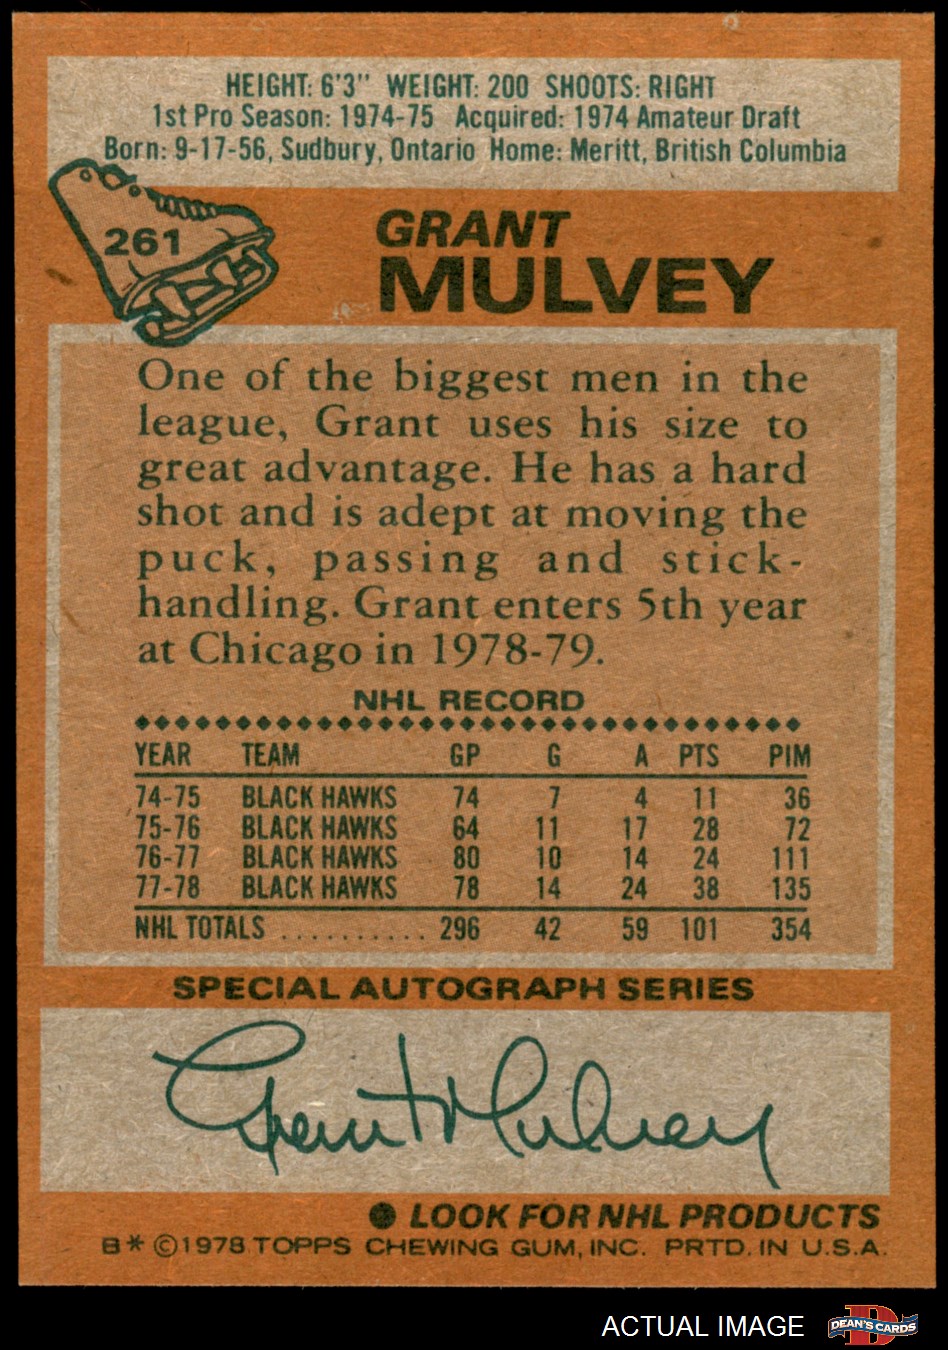 HEIGHT: 6'3" WEIGHT: 200 SHOOTS: RIGHT
1st Pro Season: 1974-75 Acquired: 1974 Amateur Draft
Born: 9-17-56, Sudbury, Ontario Home: Meritt, British Columbia
261
GRANT
MULVEY
One of the biggest men in the
league, Grant uses his size to
great advantage. He has a hard
shot and is adept at moving the
puck, passing and stick-
handling. Grant enters 5th year
at Chicago in 1978-79.
NHL RECORD
YEAR TEAM GP G A PTS PIM
74-75 BLACK HAWKS 74 7 4 11 36
75-76 BLACK HAWKS 64 11 17 28 72
76-77 BLACK HAWKS 80 10 14 24 111
77-78 BLACK HAWKS 78 14 24 38 135
NHL TOTALS .......... 296 42 59 101 354
SPECIAL AUTOGRAPH SERIES
Grant Mulvey
● LOOK FOR NHL PRODUCTS
B* ©1978 TOPPS CHEWING GUM, INC. PRTD. IN U.S.A.
ACTUAL IMAGE
D
DEAN'S CARDS